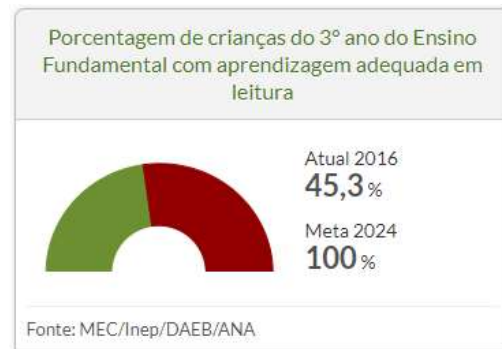 Porcentagem de crianças do 3° ano do Ensino
Fundamental com aprendizagem adequada em
leitura
Atual 2016
45,3 %
Meta 2024
100 %
Fonte: MEC/Inep/DAEB/ANA